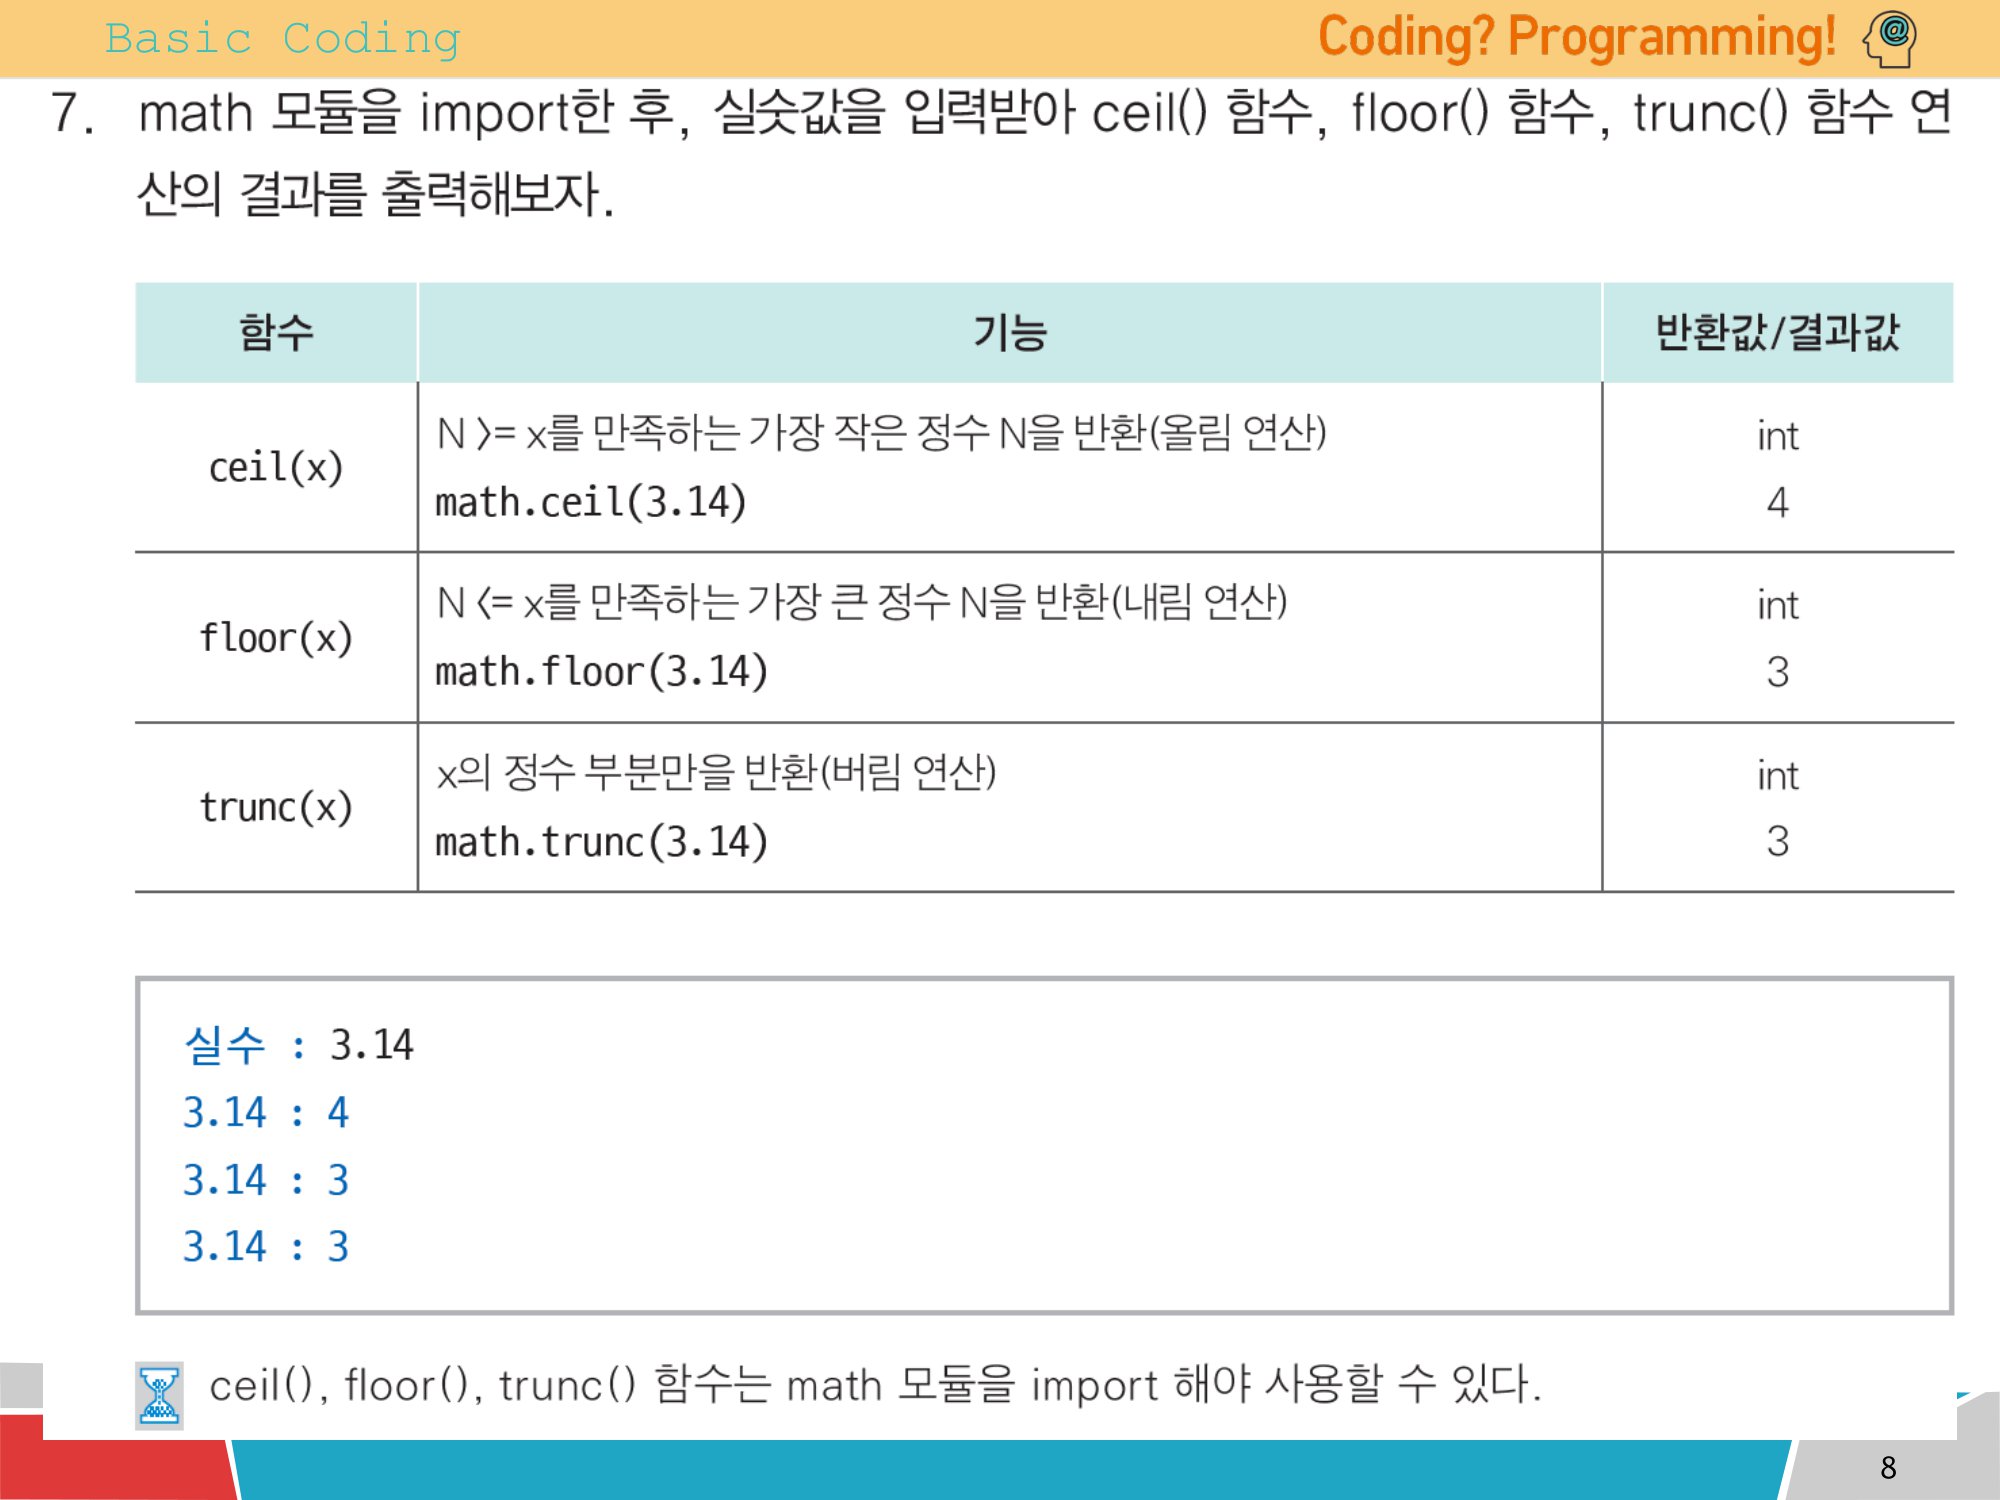 Basic Coding
Coding? Programming!
7. math 모듈을 import한 후, 실숫값을 입력받아 ceil() 함수, floor() 함수, trunc() 함수 연
산의 결과를 출력해보자.
함수 기능 반환값/결과값
ceil(x)
N >= x를 만족하는 가장 작은 정수 N을 반환(올림 연산)
math.ceil(3.14)
int
4
floor(x)
N <= x를 만족하는 가장 큰 정수 N을 반환(내림 연산)
math.floor(3.14)
int
3
trunc(x)
x의 정수 부분만을 반환(버림 연산)
math.trunc(3.14)
int
3
실수 : 3.14
3.14 : 4
3.14 : 3
3.14 : 3
ceil(), floor(), trunc() 함수는 math 모듈을 import 해야 사용할 수 있다.
8